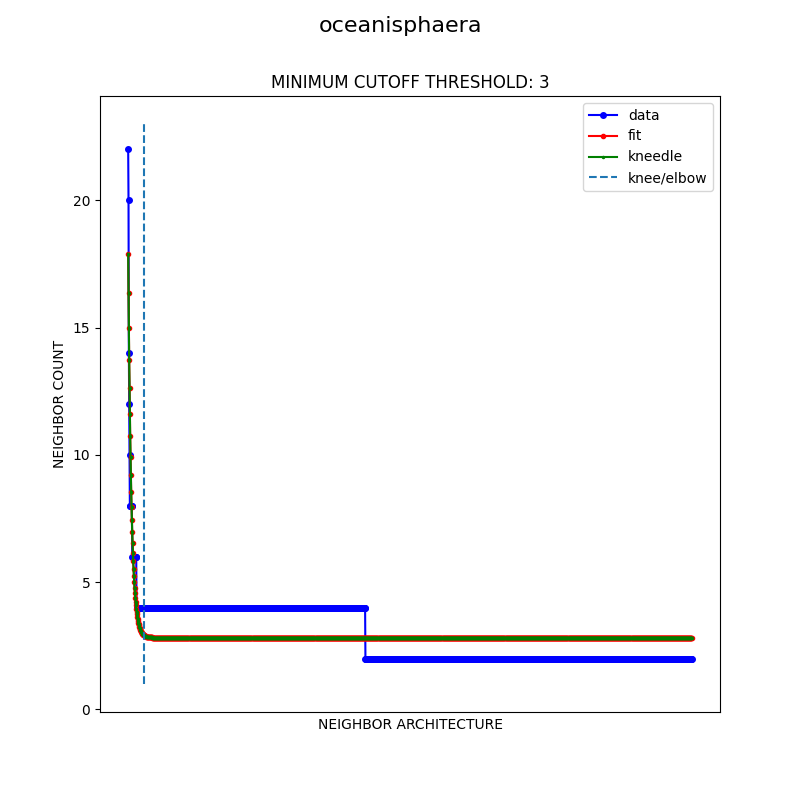 oceanisphaera
MINIMUM CUTOFF THRESHOLD: 3
data
fit
kneedle
knee/elbow
20
15
10
5
0
NEIGHBOR COUNT
NEIGHBOR ARCHITECTURE